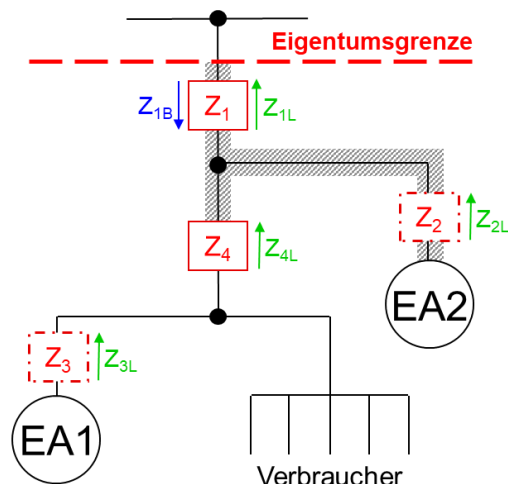 Eigentumsgrenze
Z1B Z1 Z1L
Z2 Z2L
Z4 Z4L
EA2
Z3 Z3L
EA1
Verbraucher